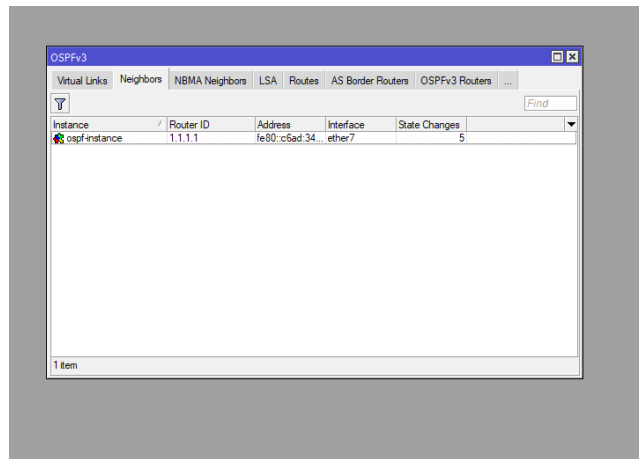 OSPFv3
Virtual Links Neighbors NBMA Neighbors LSA Routes AS Border Routers OSPFv3 Routers ...
Find
Instance Router ID Address Interface State Changes
ospf-instance 1.1.1.1 fe80::c6ad:34... ether7 5
1 item